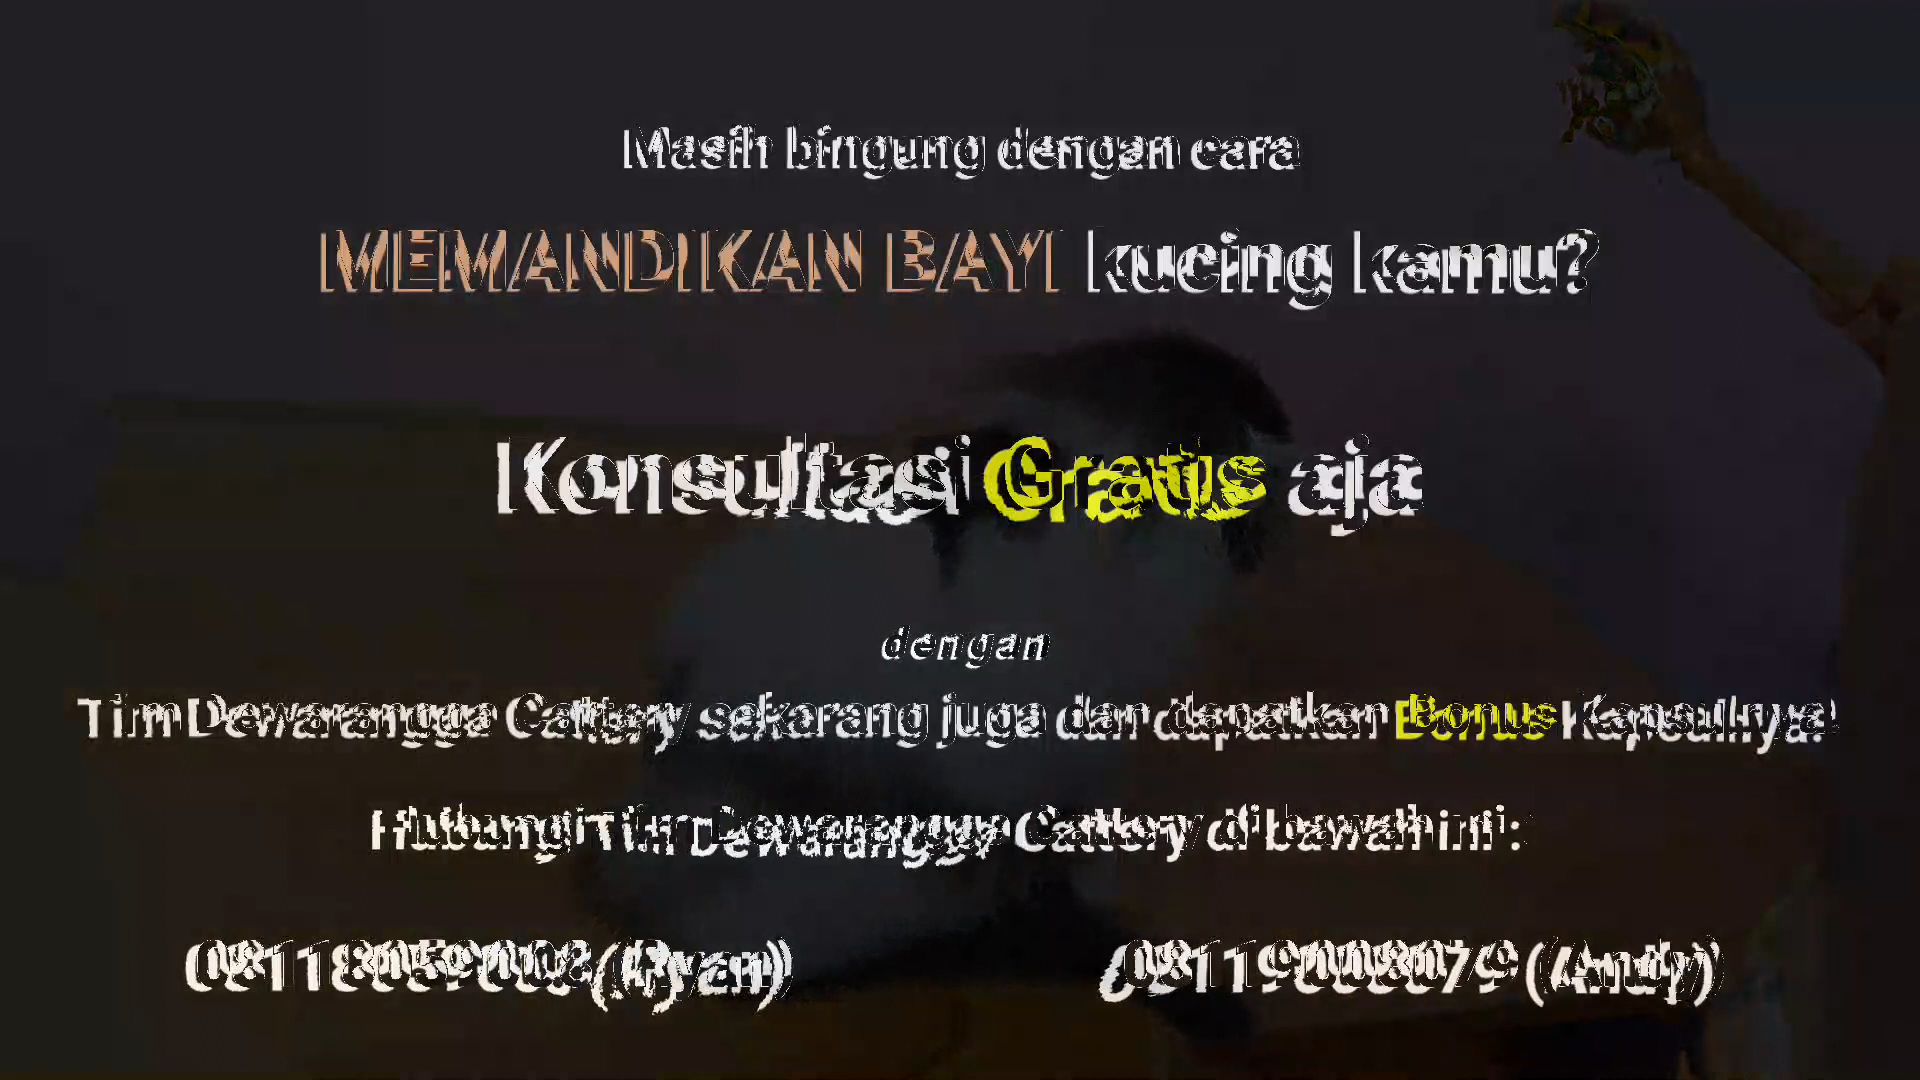 Masih bingung dengan cara
MEMANDIKAN BAYI kucing kamu?
Konsultasi Gratis aja
dengan
Tim Dewarangga Cattery sekarang juga dan dapatkan Bonus Kapsulnya!
Hubungi Tim Dewarangga Cattery di bawah ini :
(Ryan)
(Andy)